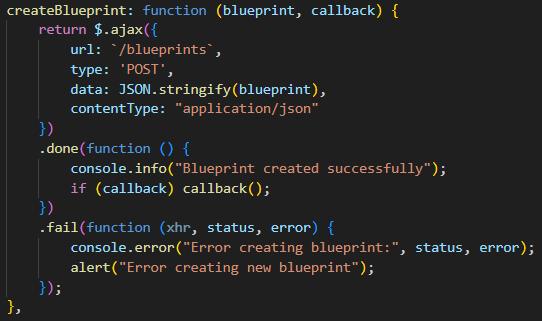 createBlueprint: function (blueprint, callback) {
    return $.ajax({
        url: `/blueprints`,
        type: 'POST',
        data: JSON.stringify(blueprint),
        contentType: "application/json"
    })
    .done(function () {
        console.info("Blueprint created successfully");
        if (callback) callback();
    })
    .fail(function (xhr, status, error) {
        console.error("Error creating blueprint:", status, error);
        alert("Error creating new blueprint");
    });
},